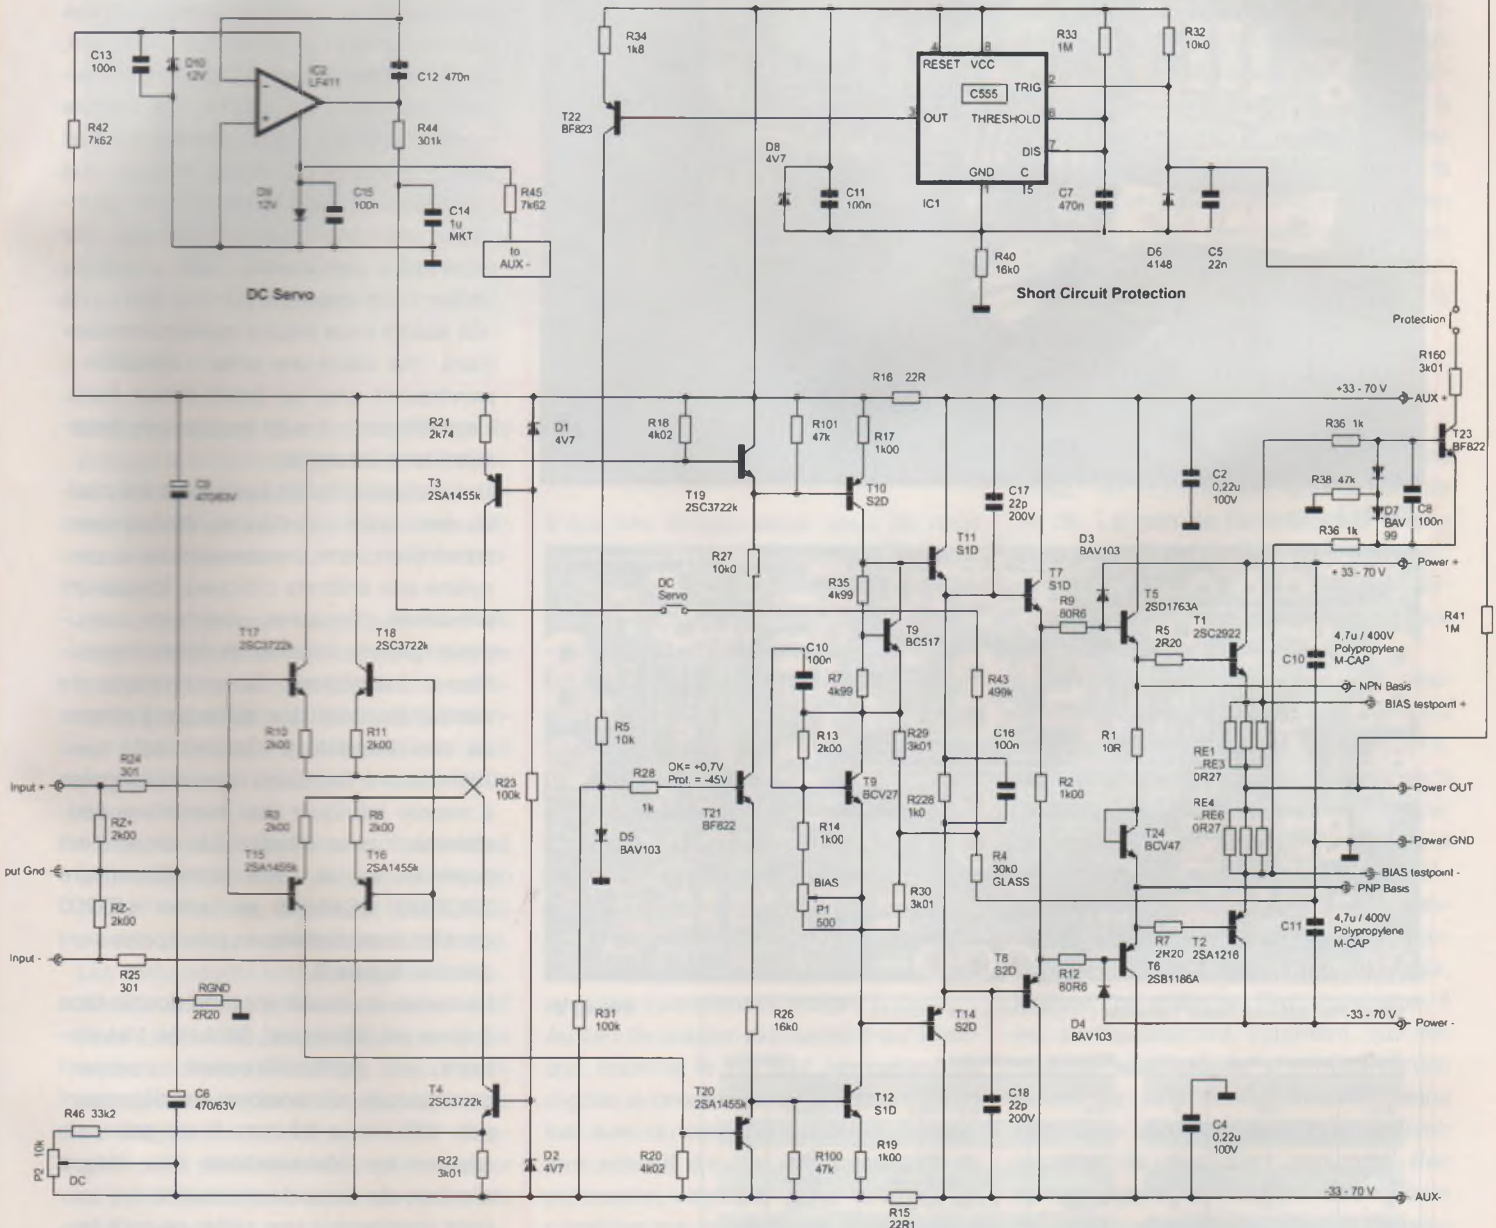 C13
100n
D10
12V
IC2
LF411
C12 470n
R42
7k62
R44
301k
D9
12V
C15
100n
C14
1u
MKT
R45
7k62
to
AUX -
DC Servo
R34
1k8
T22
BF823
4
8
RESET VCC
C555
TRIG
2
3
OUT
THRESHOLD
6
DIS
7
GND
C
1
5
IC1
R33
1M
R32
10k0
D8
4V7
C11
100n
C7
470n
R40
16k0
D6
4148
C5
22n
Short Circuit Protection
Protection
R160
3k01
R16 22R
+33 - 70 V
AUX +
R21
2k74
D1
4V7
R18
4k02
R101
47k
R17
1k00
R36 1k
T23
BF822
T3
2SA1455k
T19
2SC3722k
T10
S2D
C17
22p
200V
C2
0,22u
100V
R38 47k
D7
BAV
99
C8
100n
R36 1k
C9
470/63V
T11
S1D
D3
BAV103
Power +
+ 33 - 70 V
R27
10k0
DC
Servo
R35
4k99
T7
S1D
R9
80R6
T5
2SD1763A
T1
2SC2922
R5
2R20
R41
1M
T17
2SC3722k
T18
2SC3722k
T9
BC517
C10
100n
R7
4k99
R43
499k
C10
4,7u / 400V
Polypropylene
M-CAP
NPN Basis
BIAS testpoint +
R10
2k00
R11
2k00
R5
10k
R13
2k00
R29
3k01
C16
100n
R1
10R
RE1
...RE3
0R27
R24
301
Input +
R23
100k
OK= +0,7V
Prot. = -45V
R28
1k
T21
BF822
T9
BCV27
R228
1k0
R2
1k00
Power OUT
RZ+
2k00
R3
2k00
R8
2k00
D5
BAV103
R14
1k00
T24
BCV47
RE4
...RE6
0R27
T15
2SA1455k
T16
2SA1455k
R4
30k0
GLASS
Power GND
put Gnd
BIAS testpoint -
PNP Basis
BIAS
P1
500
R30
3k01
RZ-
2k00
C11
4,7u / 400V
Polypropylene
M-CAP
Input -
R25
301
T8
S2D
R12
80R6
R7
2R20
T2
2SA1216
T6
2SB1186A
RGND
2R20
R31
100k
R26
16k0
T14
S2D
D4
BAV103
-33 - 70 V
Power -
C6
470/63V
T4
2SC3722k
T20
2SA1455k
T12
S1D
C18
22p
200V
C4
0,22u
100V
R46 33k2
P2 10k
DC
R22
3k01
D2
4V7
R20
4k02
R100
47k
R19
1k00
-33 - 70 V
AUX-
R15
22R1